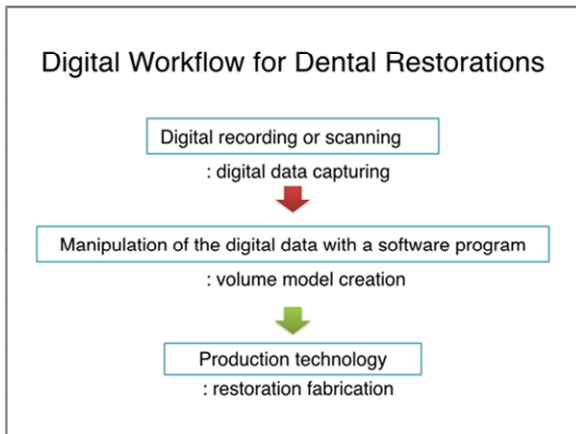 Digital Workflow for Dental Restorations
Digital recording or scanning
: digital data capturing
Manipulation of the digital data with a software program
: volume model creation
Production technology
: restoration fabrication